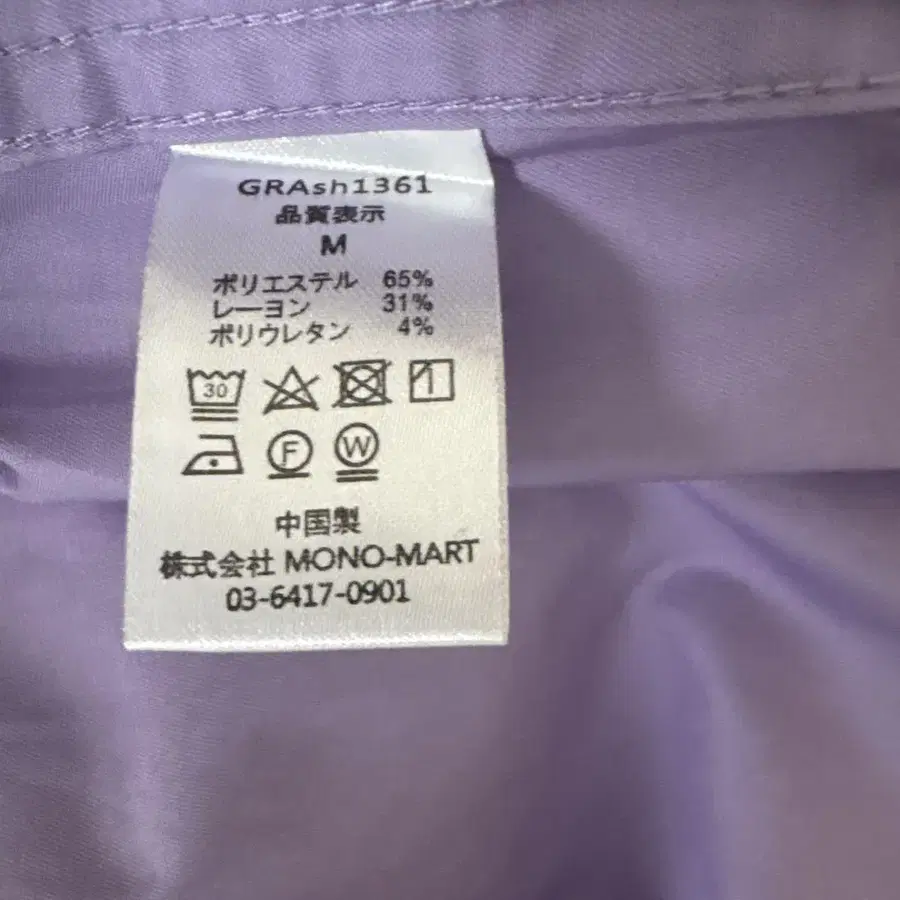 GRAsh1361
品質表示
M
ポリエステル 65%
レーヨン 31%
ポリウレタン 4%
30
F W
中国製
株式会社 MONO-MART
03-6417-0901